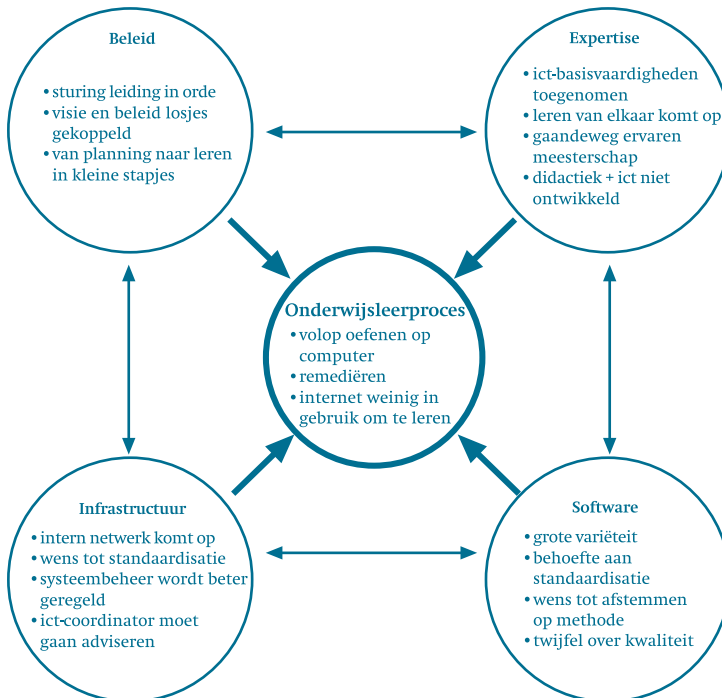 Beleid
• sturing leiding in orde
• visie en beleid losjes
gekoppeld
• van planning naar leren
in kleine stapjes
Expertise
• ict-basisvaardigheden
toegenomen
• leren van elkaar komt op
• gaandeweg ervaren
meesterschap
• didactiek + ict niet
ontwikkeld
Onderwijsleerproces
• volop oefenen op
computer
• remediëren
• internet weinig in
gebruik om te leren
Infrastructuur
• intern netwerk komt op
• wens tot standaardisatie
• systeembeheer wordt beter
geregeld
• ict-coordinator moet
gaan adviseren
Software
• grote variëteit
• behoefte aan
standaardisatie
• wens tot afstemmen
op methode
• twijfel over kwaliteit